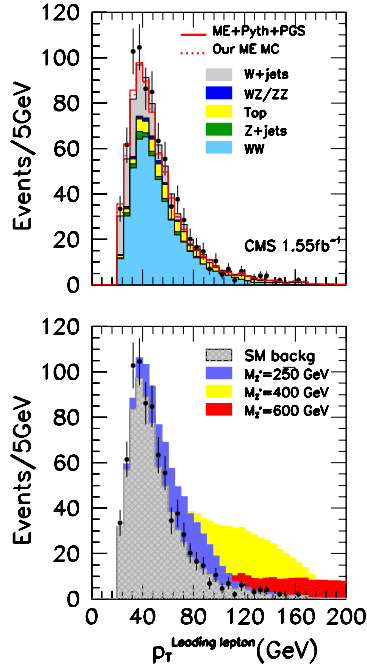 120
100
80
60
40
20
0
Events/5GeV
ME+Pyth+PGS
Our ME MC
W+jets
WZ/ZZ
Top
Z+jets
WW
CMS 1.55fb⁻¹
120
100
80
60
40
20
0
Events/5GeV
SM backg
M_Z'=250 GeV
M_Z'=400 GeV
M_Z'=600 GeV
0 40 80 120 160 200
p_T^Leading lepton(GeV)